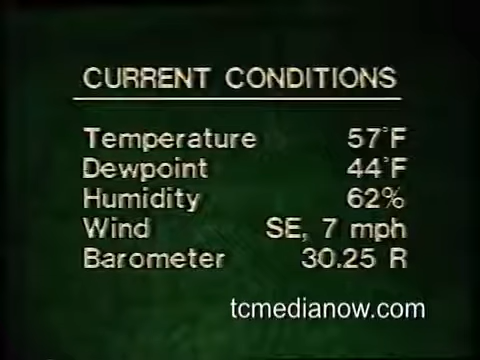 CURRENT CONDITIONS
Temperature 57°F
Dewpoint 44°F
Humidity 62%
Wind SE, 7 mph
Barometer 30.25 R
tcmedianow.com